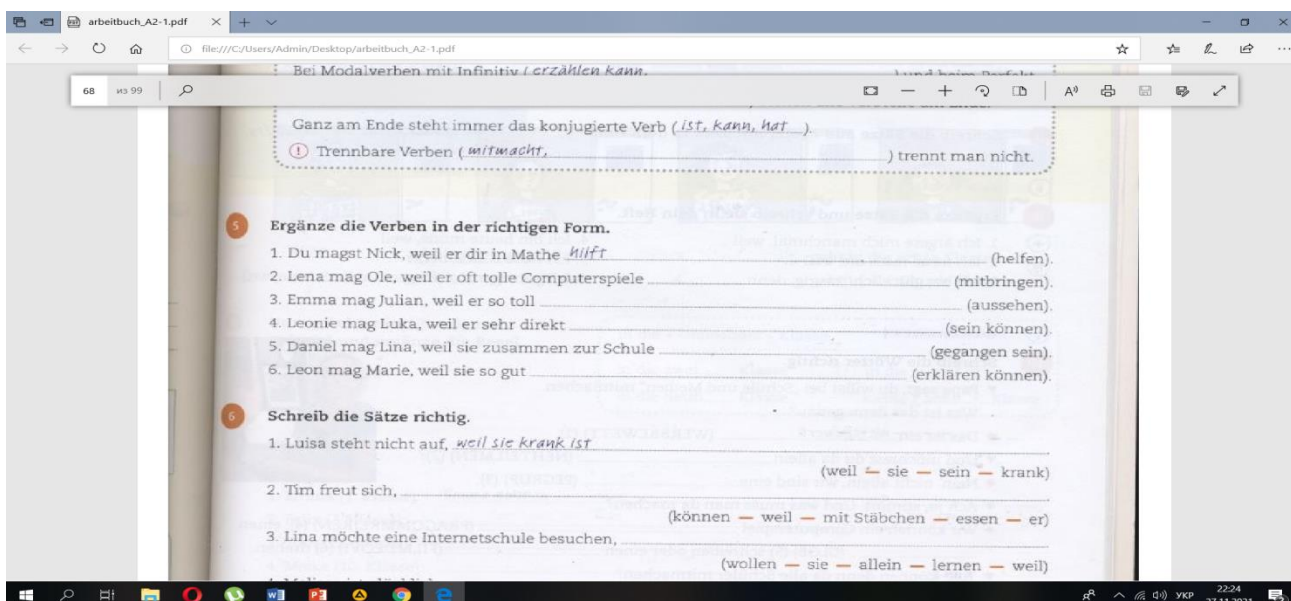 arbeitbuch_A2-1.pdf
file:///C:/Users/Admin/Desktop/arbeitbuch_A2-1.pdf
Bei Modalverben mit Infinitiv ( erzählen kann, ) und beim Perfekt
68 из 99
Ganz am Ende steht immer das konjugierte Verb ( ist, kann, hat ).
! Trennbare Verben ( mitmacht, ) trennt man nicht.
5 Ergänze die Verben in der richtigen Form.
1. Du magst Nick, weil er dir in Mathe hilft (helfen).
2. Lena mag Ole, weil er oft tolle Computerspiele (mitbringen).
3. Emma mag Julian, weil er so toll (aussehen).
4. Leonie mag Luka, weil er sehr direkt (sein können).
5. Daniel mag Lina, weil sie zusammen zur Schule (gegangen sein).
6. Leon mag Marie, weil sie so gut (erklären können).
6 Schreib die Sätze richtig.
1. Luisa steht nicht auf, weil sie krank ist
(weil — sie — sein — krank)
2. Tim freut sich,
(können — weil — mit Stäbchen — essen — er)
3. Lina möchte eine Internetschule besuchen,
(wollen — sie — allein — lernen — weil)
УКР 22:24
27.11.2021